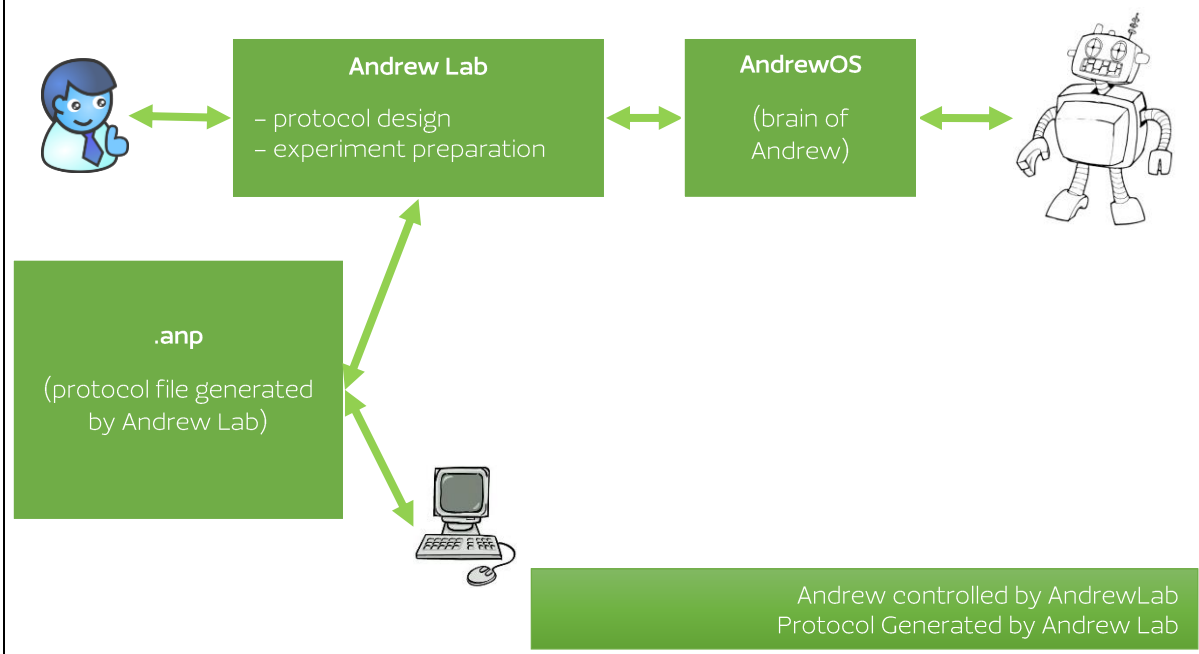 Andrew Lab
– protocol design
– experiment preparation
AndrewOS
(brain of
Andrew)
.anp
(protocol file generated
by Andrew Lab)
Andrew controlled by AndrewLab
Protocol Generated by Andrew Lab